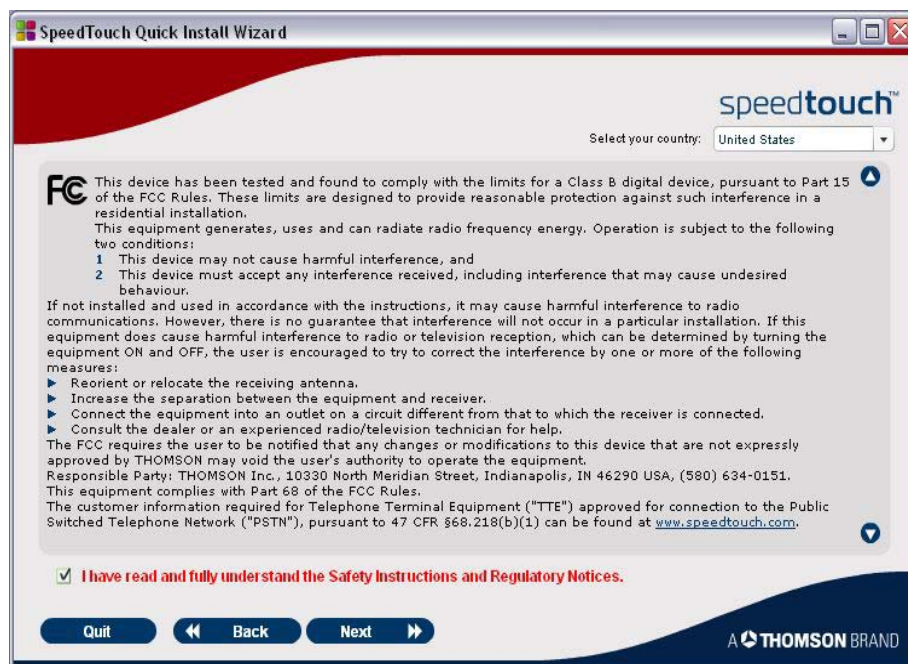 SpeedTouch Quick Install Wizard
speedtouch™
Select your country: United States
FC This device has been tested and found to comply with the limits for a Class B digital device, pursuant to Part 15
of the FCC Rules. These limits are designed to provide reasonable protection against such interference in a
residential installation.
This equipment generates, uses and can radiate radio frequency energy. Operation is subject to the following
two conditions:
1 This device may not cause harmful interference, and
2 This device must accept any interference received, including interference that may cause undesired
behaviour.
If not installed and used in accordance with the instructions, it may cause harmful interference to radio
communications. However, there is no guarantee that interference will not occur in a particular installation. If this
equipment does cause harmful interference to radio or television reception, which can be determined by turning the
equipment ON and OFF, the user is encouraged to try to correct the interference by one or more of the following
measures:
Reorient or relocate the receiving antenna.
Increase the separation between the equipment and receiver.
Connect the equipment into an outlet on a circuit different from that to which the receiver is connected.
Consult the dealer or an experienced radio/television technician for help.
The FCC requires the user to be notified that any changes or modifications to this device that are not expressly
approved by THOMSON may void the user's authority to operate the equipment.
Responsible Party: THOMSON Inc., 10330 North Meridian Street, Indianapolis, IN 46290 USA, (580) 634-0151.
This equipment complies with Part 68 of the FCC Rules.
The customer information required for Telephone Terminal Equipment ("TTE") approved for connection to the Public
Switched Telephone Network ("PSTN"), pursuant to 47 CFR §68.218(b)(1) can be found at www.speedtouch.com.
I have read and fully understand the Safety Instructions and Regulatory Notices.
Quit Back Next
A THOMSON BRAND